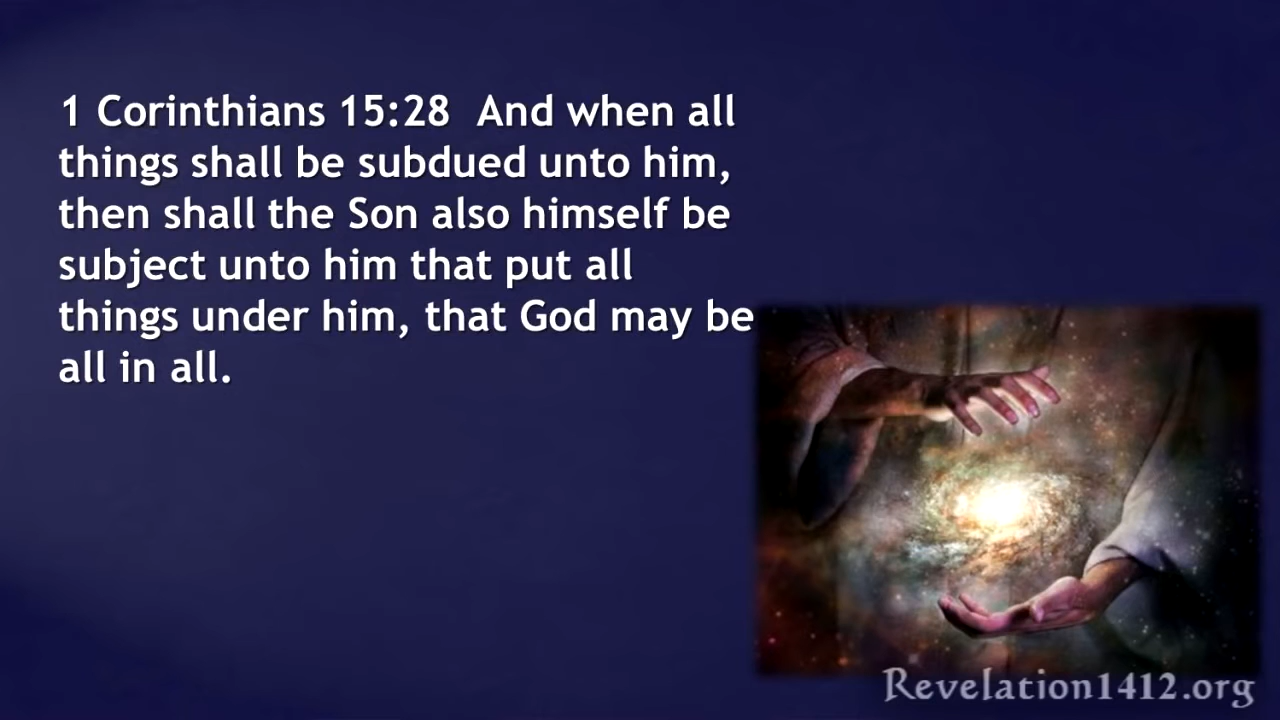 1 Corinthians 15:28  And when all
things shall be subdued unto him,
then shall the Son also himself be
subject unto him that put all
things under him, that God may be
all in all.
Revelation1412.org